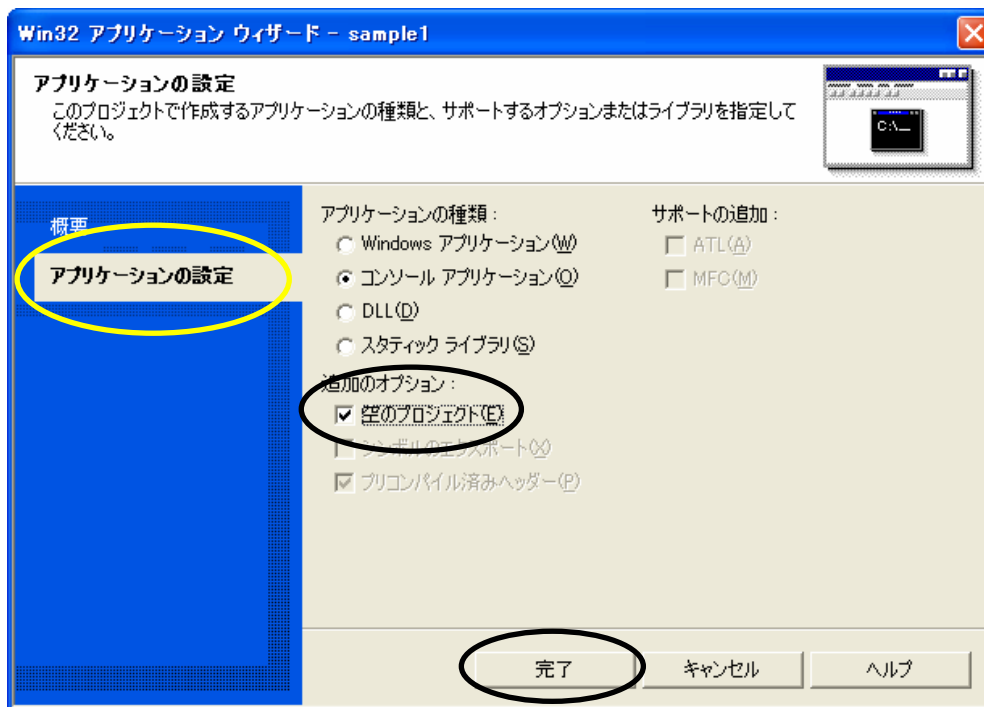 Win32 アプリケーション ウィザード - sample1
アプリケーションの設定
このプロジェクトで作成するアプリケーションの種類と、サポートするオプションまたはライブラリを指定して
ください。
C:\_
概要
アプリケーションの設定
アプリケーションの種類 :
Windows アプリケーション(W)
コンソール アプリケーション(O)
DLL(D)
スタティック ライブラリ(S)
追加のオプション :
空のプロジェクト(E)
シンボルのエクスポート(X)
プリコンパイル済みヘッダー(P)
サポートの追加 :
ATL(A)
MFC(M)
完了
キャンセル
ヘルプ